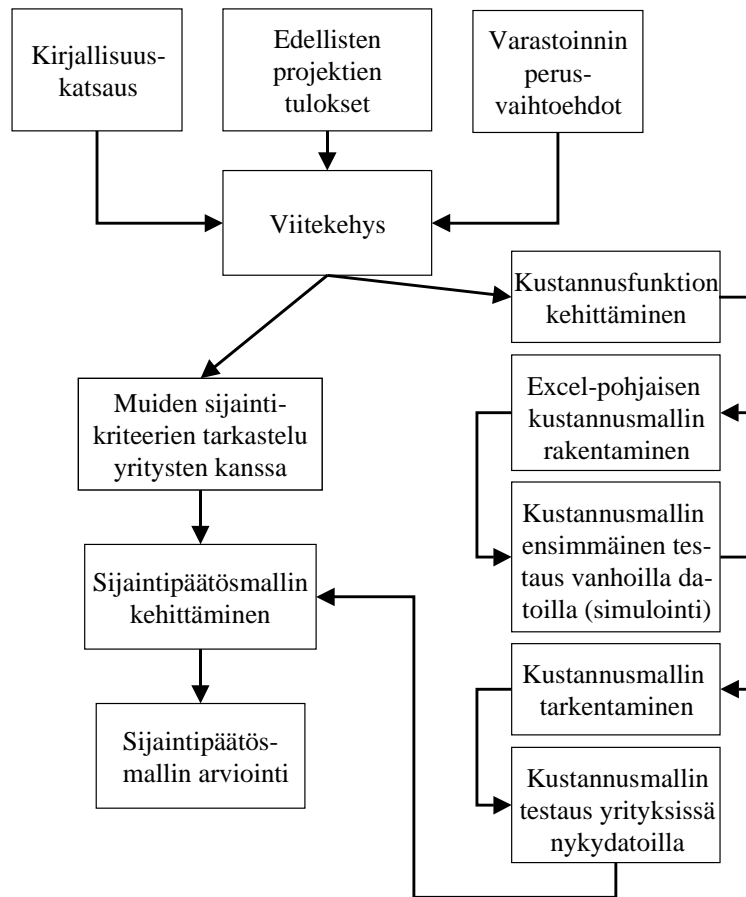 Kirjallisuus-
katsaus
Edellisten
projektien
tulokset
Varastoinnin
perus-
vaihtoehdot
Viitekehys
Kustannusfunktion
kehittäminen
Excel-pohjaisen
kustannusmallin
rakentaminen
Muiden sijainti-
kriteerien tarkastelu
yritysten kanssa
Kustannusmallin
ensimmäinen tes-
taus vanhoilla da-
toilla (simulointi)
Sijaintipäätösmallin
kehittäminen
Kustannusmallin
tarkentaminen
Sijaintipäätös-
mallin arviointi
Kustannusmallin
testaus yrityksissä
nykydatoilla